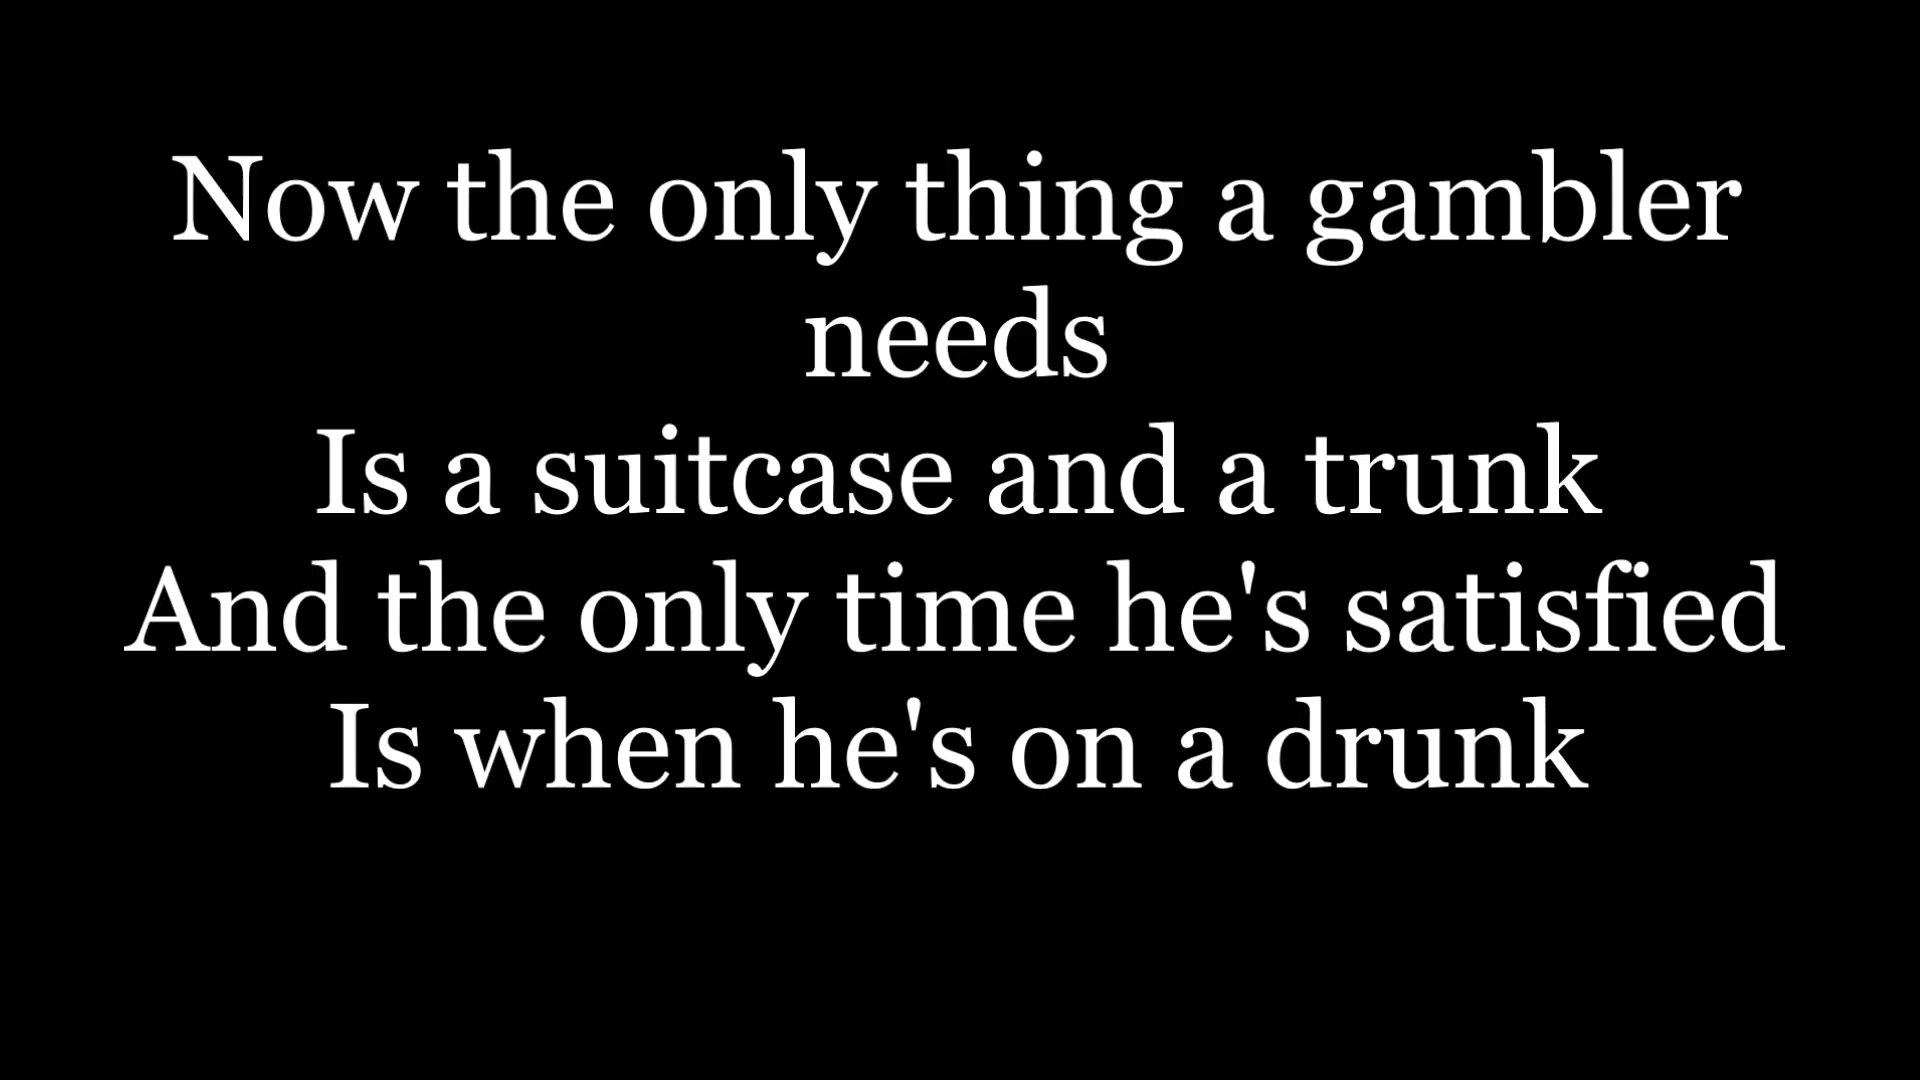 Now the only thing a gambler
needs
Is a suitcase and a trunk
And the only time he's satisfied
Is when he's on a drunk